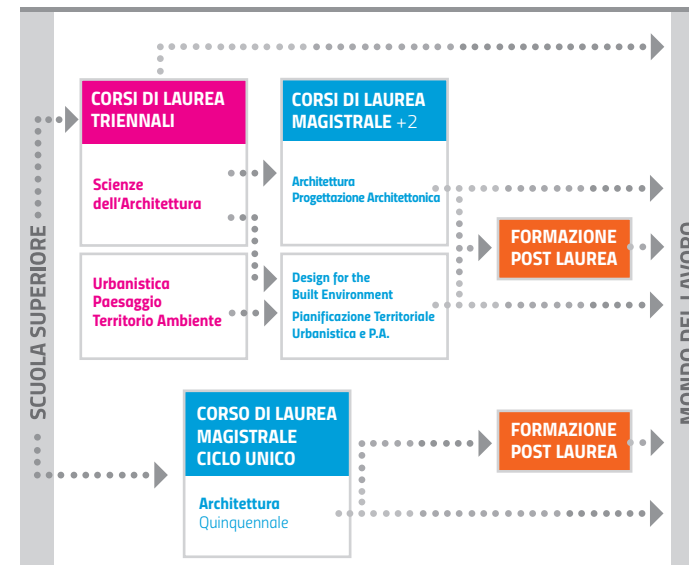 SCUOLA SUPERIORE
CORSI DI LAUREA
TRIENNALI
Scienze
dell'Architettura
Urbanistica
Paesaggio
Territorio Ambiente
CORSI DI LAUREA
MAGISTRALE +2
Architettura
Progettazione Architettonica
Design for the
Built Environment
Pianificazione Territoriale
Urbanistica e P.A.
FORMAZIONE
POST LAUREA
CORSO DI LAUREA
MAGISTRALE
CICLO UNICO
Architettura
Quinquennale
FORMAZIONE
POST LAUREA
MONDO DEL LAVORO